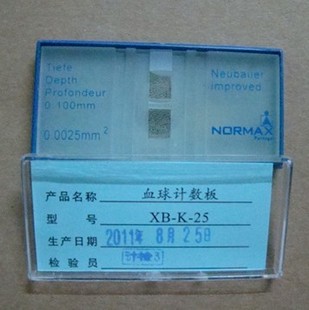 Tiefe
Depth
Profondeur
0.100mm
0.0025mm²
Neubauer
improved
NORMAX
Portugal
产品名称 血球计数板
型号 XB-K-25
生产日期 2011年 8月 25日
检验员